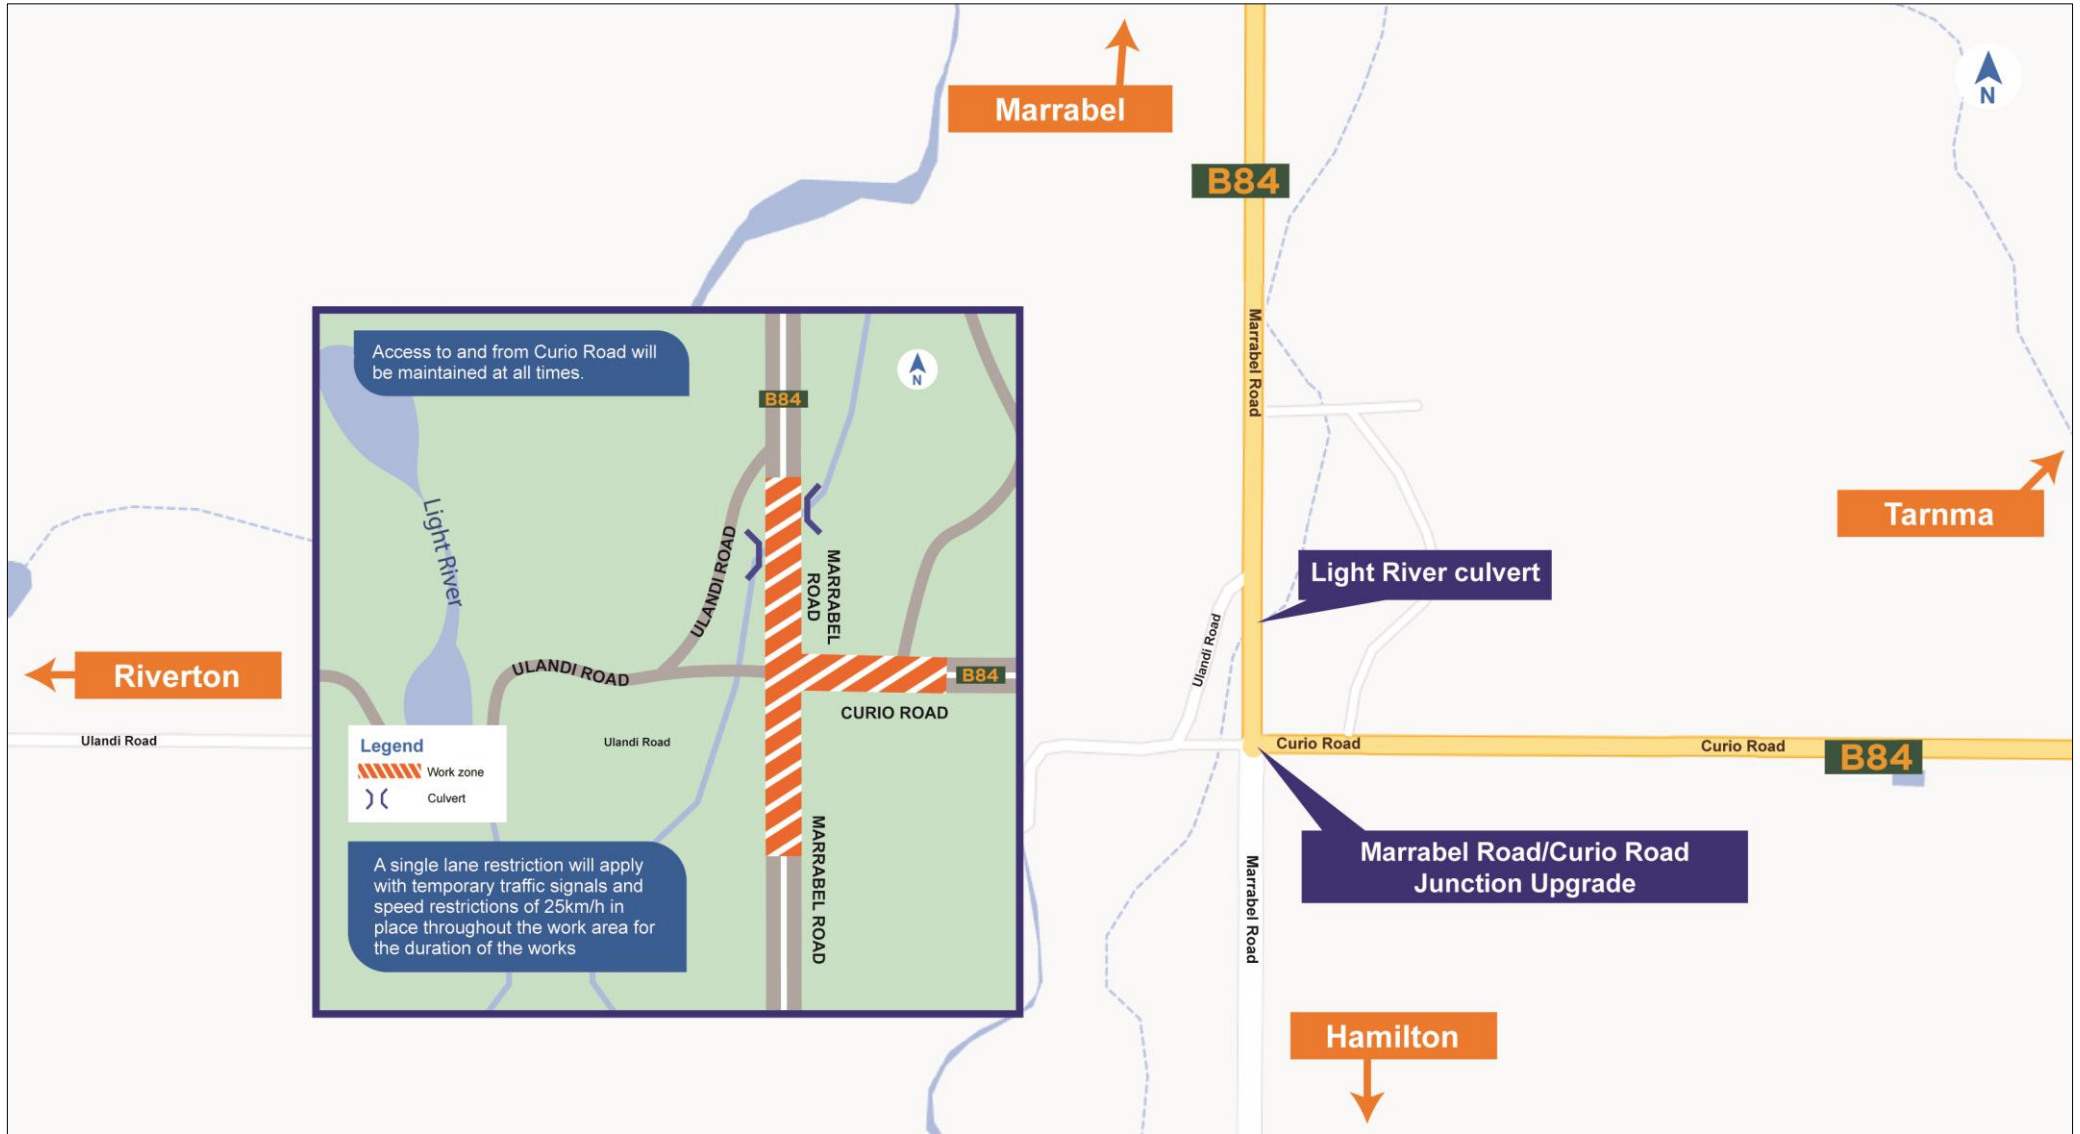 Marrabel
N
B84
Marrabel Road
Access to and from Curio Road will
be maintained at all times.
N
B84
Light River
ULANDI ROAD
MARRABEL
ROAD
ULANDI ROAD
B84
CURIO ROAD
Legend
Work zone
Culvert
Ulandi Road
MARRABEL ROAD
A single lane restriction will apply
with temporary traffic signals and
speed restrictions of 25km/h in
place throughout the work area for
the duration of the works
Tarnma
Light River culvert
Riverton
Ulandi Road
Ulandi Road
Curio Road
Curio Road
B84
Marrabel Road/Curio Road
Junction Upgrade
Marrabel Road
Hamilton